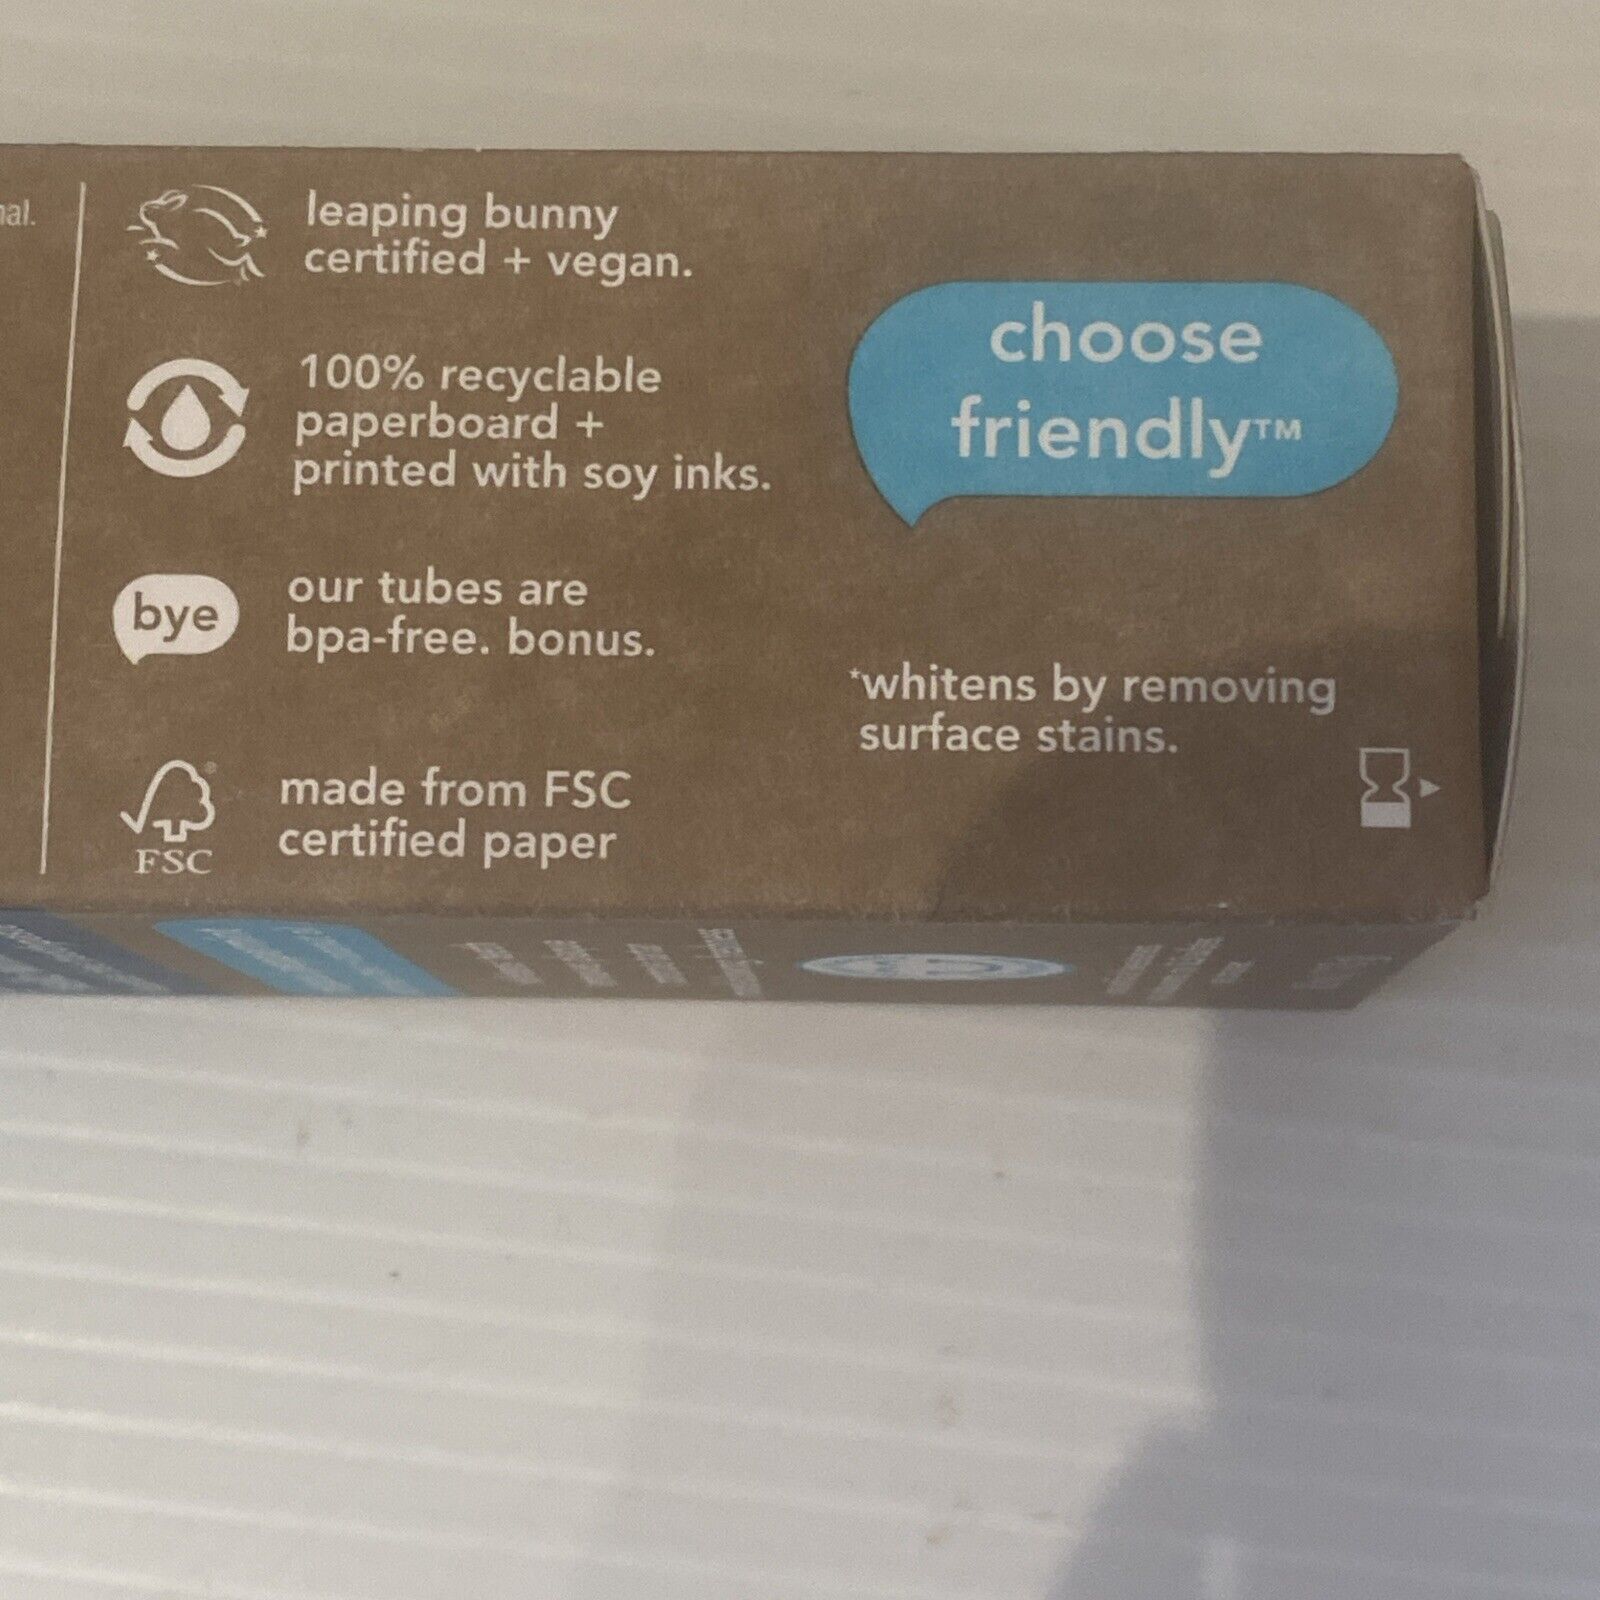 leaping bunny
certified + vegan.
100% recyclable
paperboard +
printed with soy inks.
bye
our tubes are
bpa-free. bonus.
FSC
made from FSC
certified paper
choose
friendly™
*whitens by removing
surface stains.